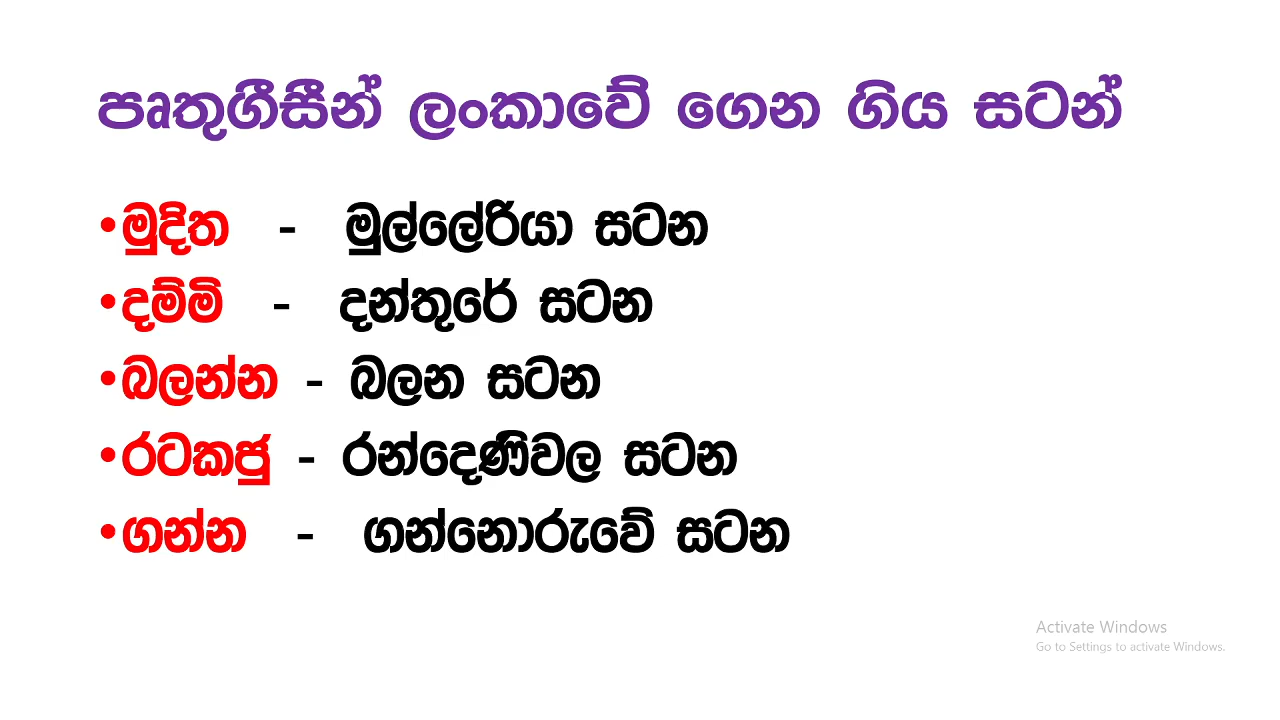 පෘතුගීසීන් ලංකාවේ ගෙන ගිය සටන්
•මුදිත - මුල්ලේරියා සටන
•දම්මි - දන්තුරේ සටන
•බලන්න - බලන සටන
•රටකජු - රන්දෙණිවල සටන
•ගන්න - ගන්නොරුවේ සටන
Activate Windows
Go to Settings to activate Windows.